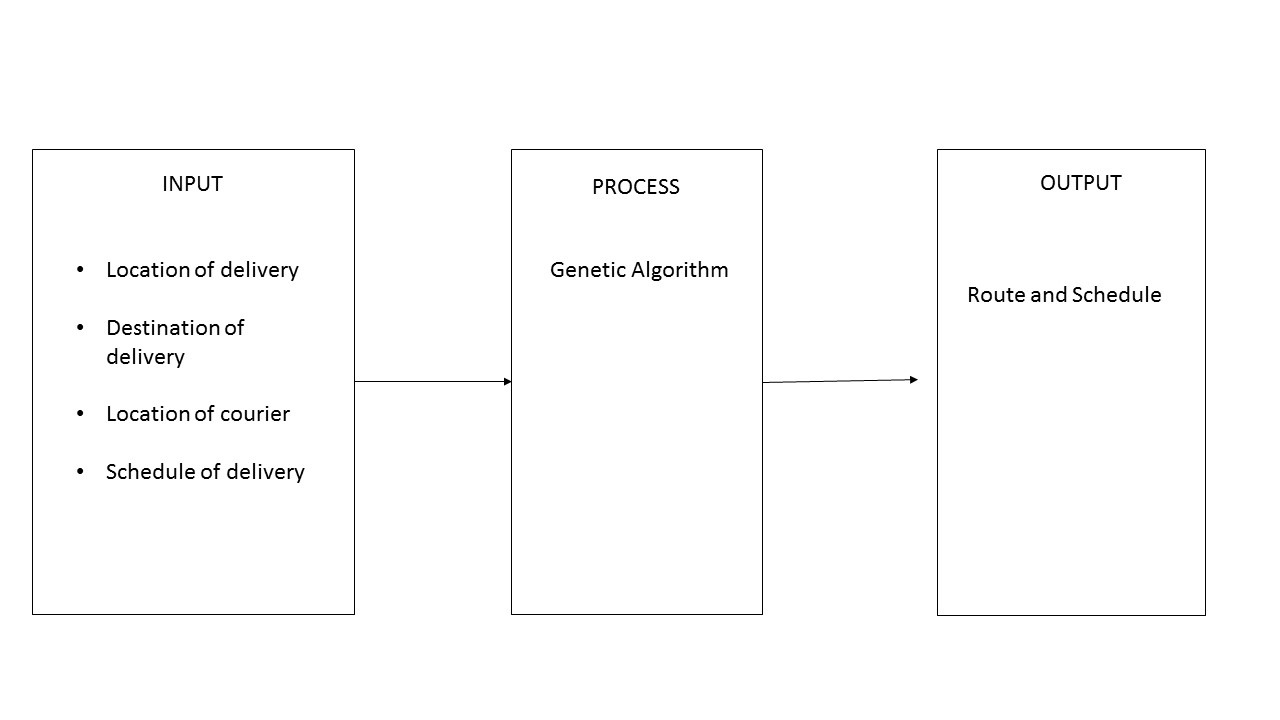 INPUT
• Location of delivery
• Destination of
delivery
• Location of courier
• Schedule of delivery
PROCESS
Genetic Algorithm
OUTPUT
Route and Schedule